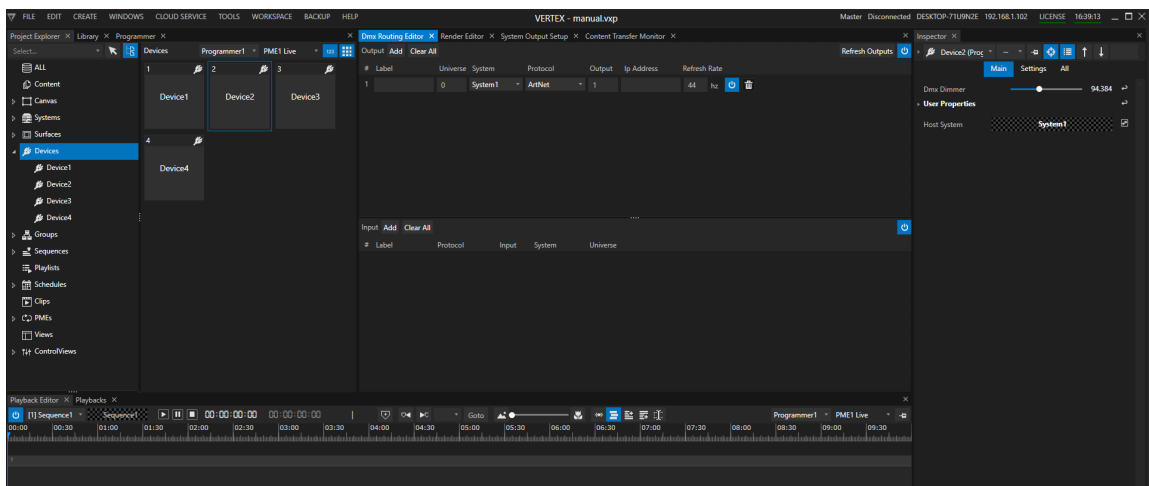 FILE EDIT CREATE WINDOWS CLOUD SERVICE TOOLS WORKSPACE BACKUP HELP VERTEX - manual.vxp Master Disconnected DESKTOP-71U9N2E 192.168.1.102 LICENSE 16:39:13
Project Explorer Library Programmer Dmx Routing Editor Render Editor System Output Setup Content Transfer Monitor Inspector
Select... Devices Programmer1 PME1 Live 123 Output Add Clear All Refresh Outputs Device2 (Prog
ALL
Content
Canvas
Systems
Surfaces
Devices
Device1
Device2
Device3
Device4
Groups
Sequences
Playlists
Schedules
Clips
PMEs
Views
ControlViews
1 2 3
Device1 Device2 Device3
4
Device4
# Label Universe System Protocol Output Ip Address Refresh Rate
1 0 System1 ArtNet 1 44 hz
Input Add Clear All
# Label Protocol Input System Universe
Main Settings All
Dmx Dimmer 94.384
User Properties
Host System System1
Playback Editor Playbacks
[1] Sequence1 Sequence1 00:00:00:00 00:00:00:00 Goto Programmer1 PME1 Live
00:00 00:30 01:00 01:30 02:00 02:30 03:00 03:30 04:00 04:30 05:00 05:30 06:00 06:30 07:00 07:30 08:00 08:30 09:00 09:30